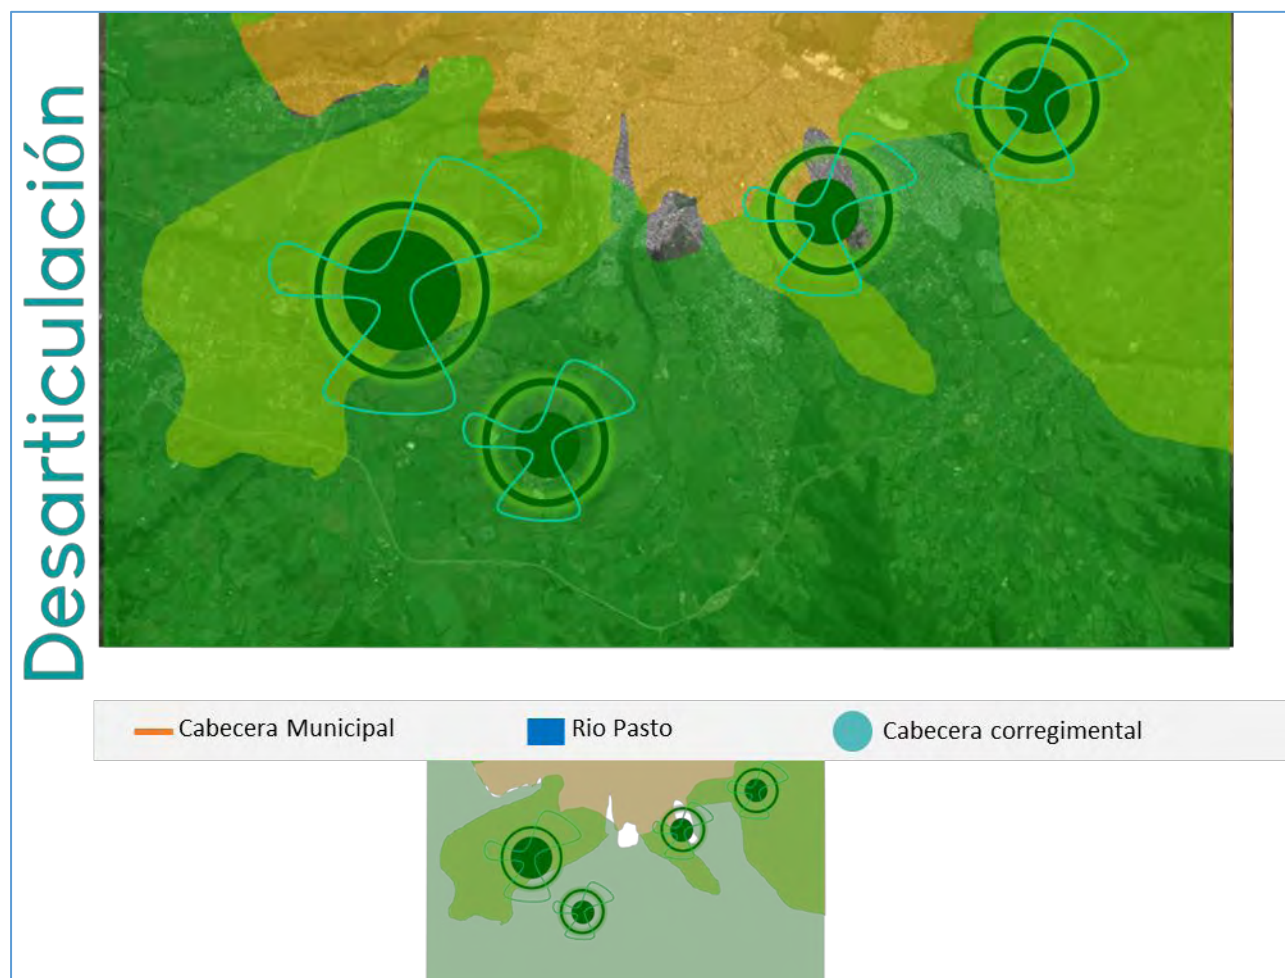 Desarticulación
Cabecera Municipal
Rio Pasto
Cabecera corregimental